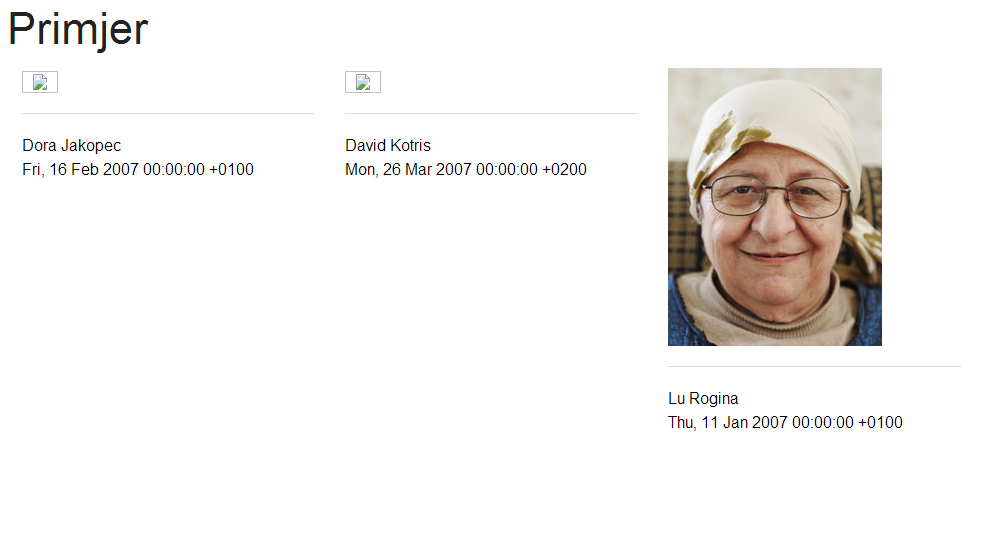 Primjer
Dora Jakopec
Fri, 16 Feb 2007 00:00:00 +0100
David Kotris
Mon, 26 Mar 2007 00:00:00 +0200
Lu Rogina
Thu, 11 Jan 2007 00:00:00 +0100